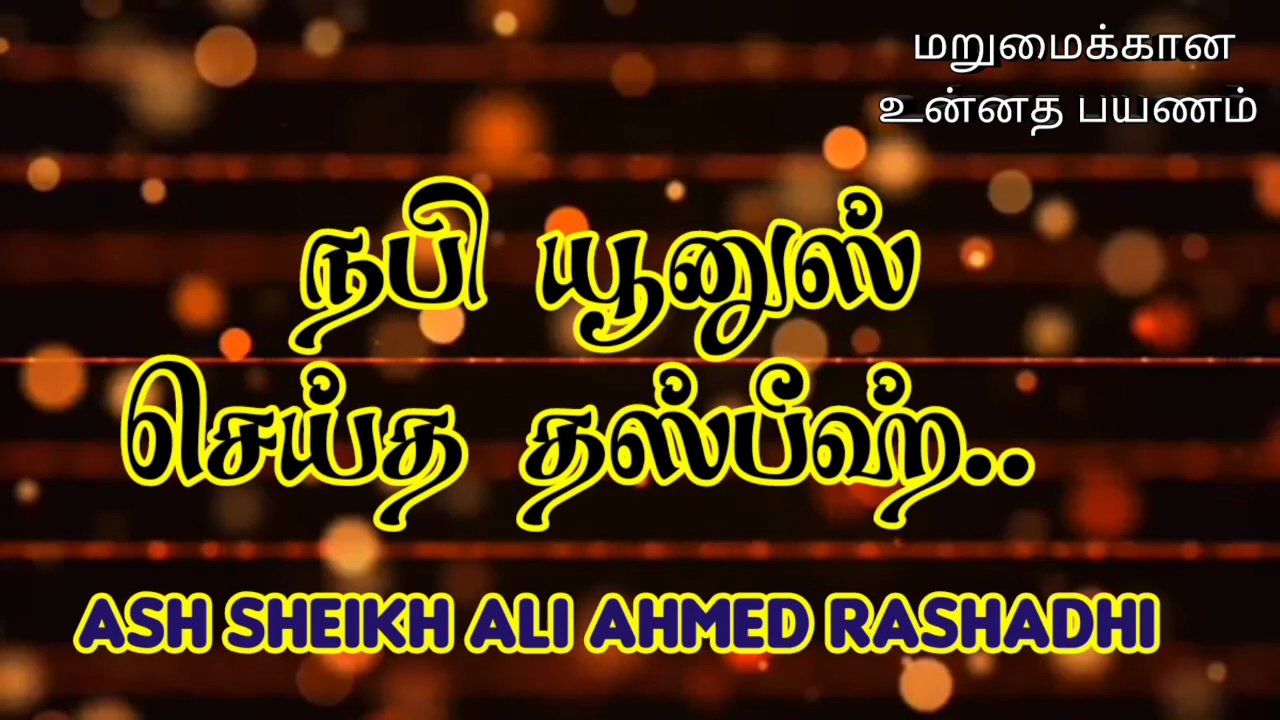 மறுமைக்கான
உன்னத பயணம்
நபி யூனுஸ்
செய்த தஸ்பீஹ்..
ASH SHEIKH ALI AHMED RASHADHI